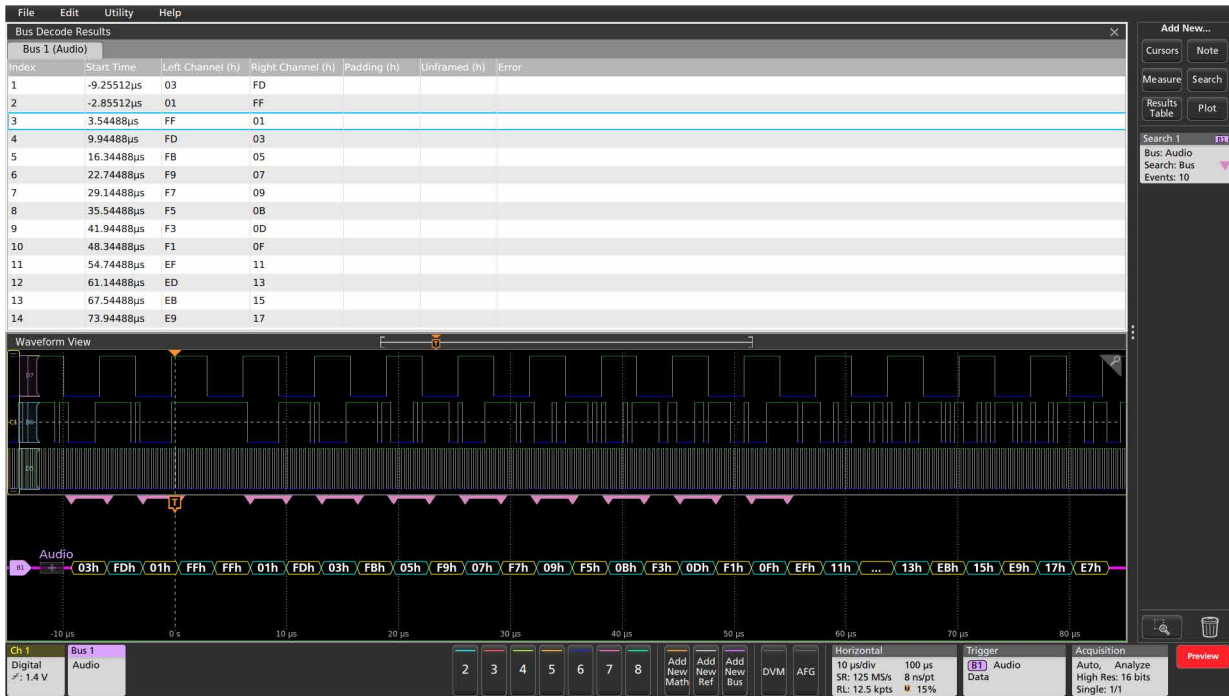 File Edit Utility Help
Bus Decode Results
Bus 1 (Audio)
Index Start Time Left Channel (h) Right Channel (h) Padding (h) Unframed (h) Error
1 -9.25512µs 03 FD
2 -2.85512µs 01 FF
3 3.54488µs FF 01
4 9.94488µs FD 03
5 16.34488µs FB 05
6 22.74488µs F9 07
7 29.14488µs F7 09
8 35.54488µs F5 0B
9 41.94488µs F3 0D
10 48.34488µs F1 0F
11 54.74488µs EF 11
12 61.14488µs ED 13
13 67.54488µs EB 15
14 73.94488µs E9 17
Waveform View
D7
C1 D6
D5
T
T
Audio
B1 + 03h FDh 01h FFh FFh 01h FDh 03h FBh 05h F9h 07h F7h 09h F5h 0Bh F3h 0Dh F1h 0Fh EFh 11h ... 13h EBh 15h E9h 17h E7h
-10 µs 0 s 10 µs 20 µs 30 µs 40 µs 50 µs 60 µs 70 µs 80 µs
Add New...
Cursors Note
Measure Search
Results Table Plot
Search 1 B1
Bus: Audio
Search: Bus
Events: 10
Ch 1
Digital
: 1.4 V
Bus 1
Audio
2 3 4 5 6 7 8
Add New Math
Add New Ref
Add New Bus
DVM AFG
Horizontal
10 µs/div 100 µs
SR: 125 MS/s 8 ns/pt
RL: 12.5 kpts 15%
Trigger
B1 Audio
Data
Acquisition
Auto, Analyze
High Res: 16 bits
Single: 1/1
Preview